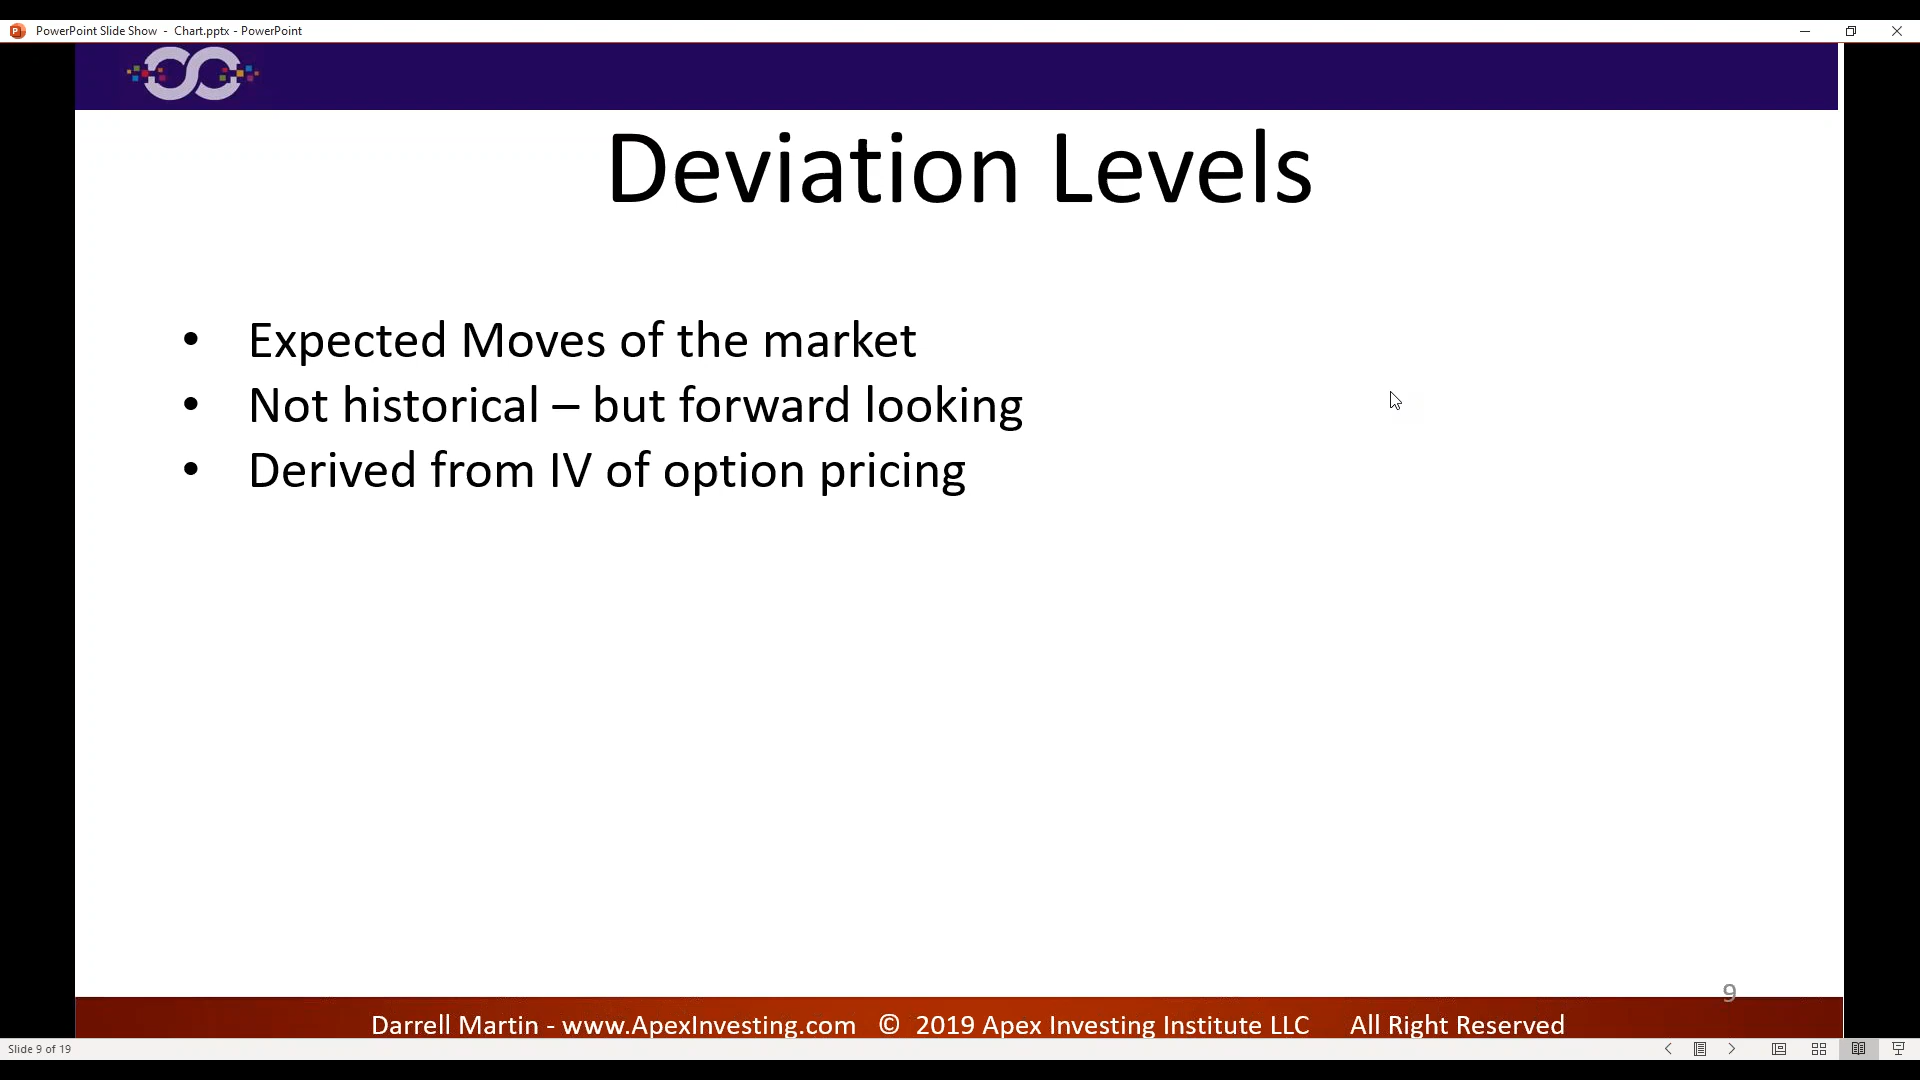 PowerPoint Slide Show - Chart.pptx - PowerPoint
Deviation Levels
• Expected Moves of the market
• Not historical – but forward looking
• Derived from IV of option pricing
9
Darrell Martin - www.ApexInvesting.com © 2019 Apex Investing Institute LLC All Right Reserved
Slide 9 of 19